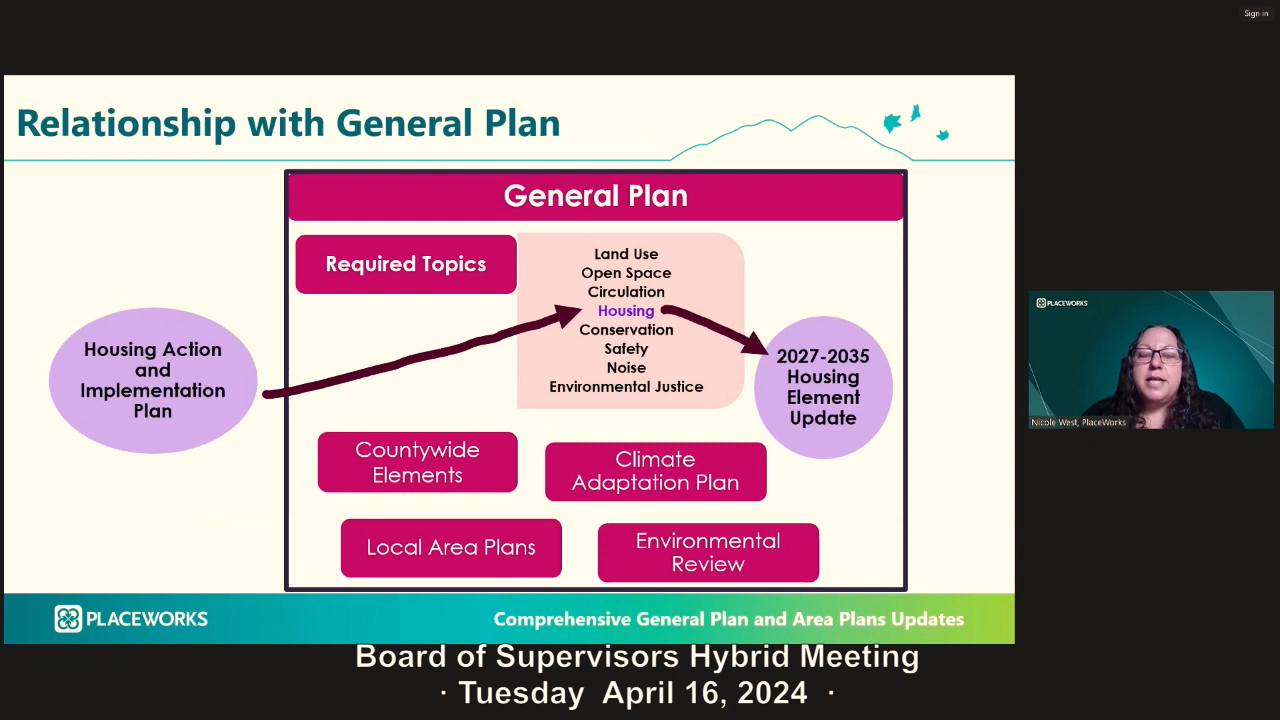 Sign in
Relationship with General Plan
General Plan
Required Topics
Land Use
Open Space
Circulation
Housing
Conservation
Safety
Noise
Environmental Justice
Housing Action
and
Implementation
Plan
2027-2035
Housing
Element
Update
Countywide
Elements
Climate
Adaptation Plan
Local Area Plans
Environmental
Review
PLACEWORKS
Nicole West, PlaceWorks
PLACEWORKS
Comprehensive General Plan and Area Plans Updates
Board of Supervisors Hybrid Meeting
· Tuesday April 16, 2024 ·